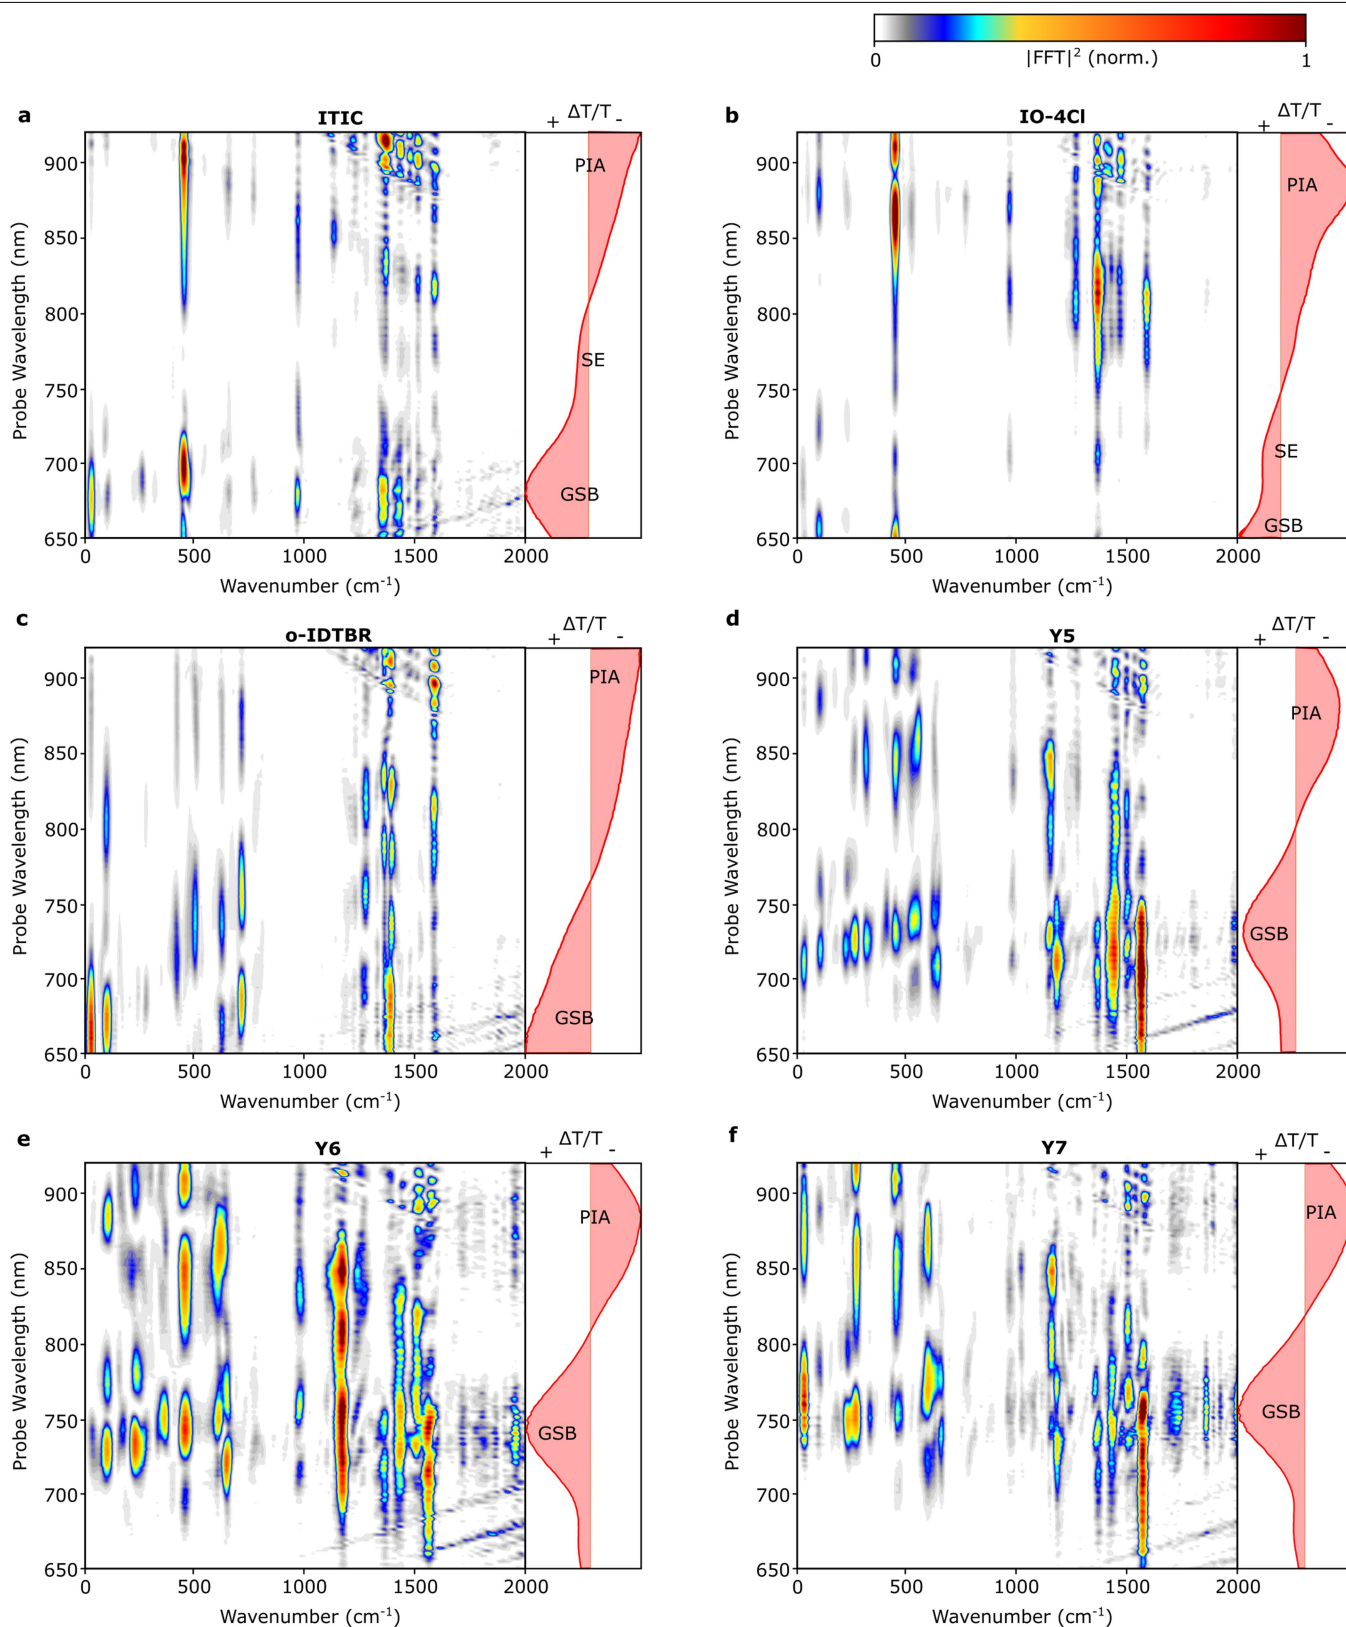 0 1
|FFT|² (norm.)
a ITIC + ΔT/T -
Probe Wavelength (nm)
900
850
800
750
700
650
PIA
SE
GSB
0 500 1000 1500 2000
Wavenumber (cm⁻¹)
b IO-4Cl + ΔT/T -
Probe Wavelength (nm)
900
850
800
750
700
650
PIA
SE
GSB
0 500 1000 1500 2000
Wavenumber (cm⁻¹)
c o-IDTBR + ΔT/T -
Probe Wavelength (nm)
900
850
800
750
700
650
PIA
GSB
0 500 1000 1500 2000
Wavenumber (cm⁻¹)
d Y5 + ΔT/T -
Probe Wavelength (nm)
900
850
800
750
700
650
PIA
GSB
0 500 1000 1500 2000
Wavenumber (cm⁻¹)
e Y6 + ΔT/T -
Probe Wavelength (nm)
900
850
800
750
700
650
PIA
GSB
0 500 1000 1500 2000
Wavenumber (cm⁻¹)
f Y7 + ΔT/T -
Probe Wavelength (nm)
900
850
800
750
700
650
PIA
GSB
0 500 1000 1500 2000
Wavenumber (cm⁻¹)